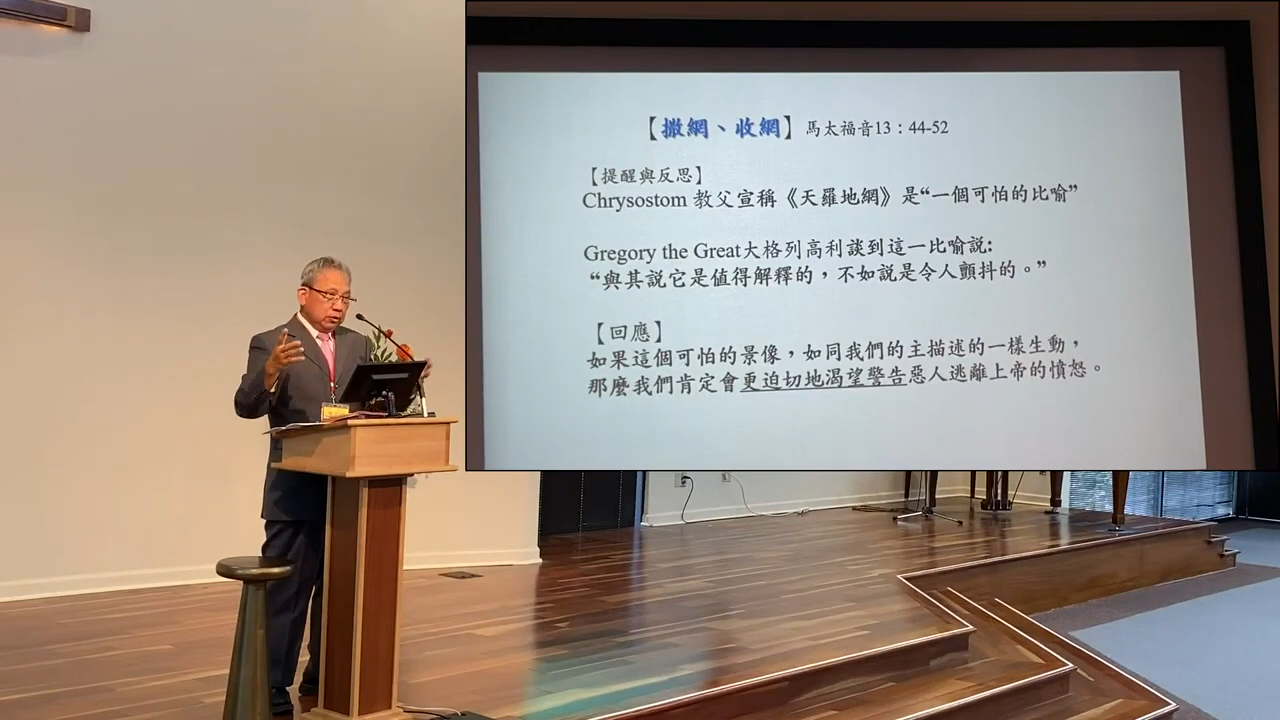 【撒網、收網】馬太福音13：44-52
【提醒與反思】
Chrysostom 教父宣稱《天羅地網》是“一個可怕的比喻”
Gregory the Great大格列高利談到這一比喻説:
“與其説它是值得解釋的，不如説是令人顫抖的。”
【回應】
如果這個可怕的景像，如同我們的主描述的一樣生動，
那麼我們肯定會更迫切地渴望警告惡人逃離上帝的憤怒。